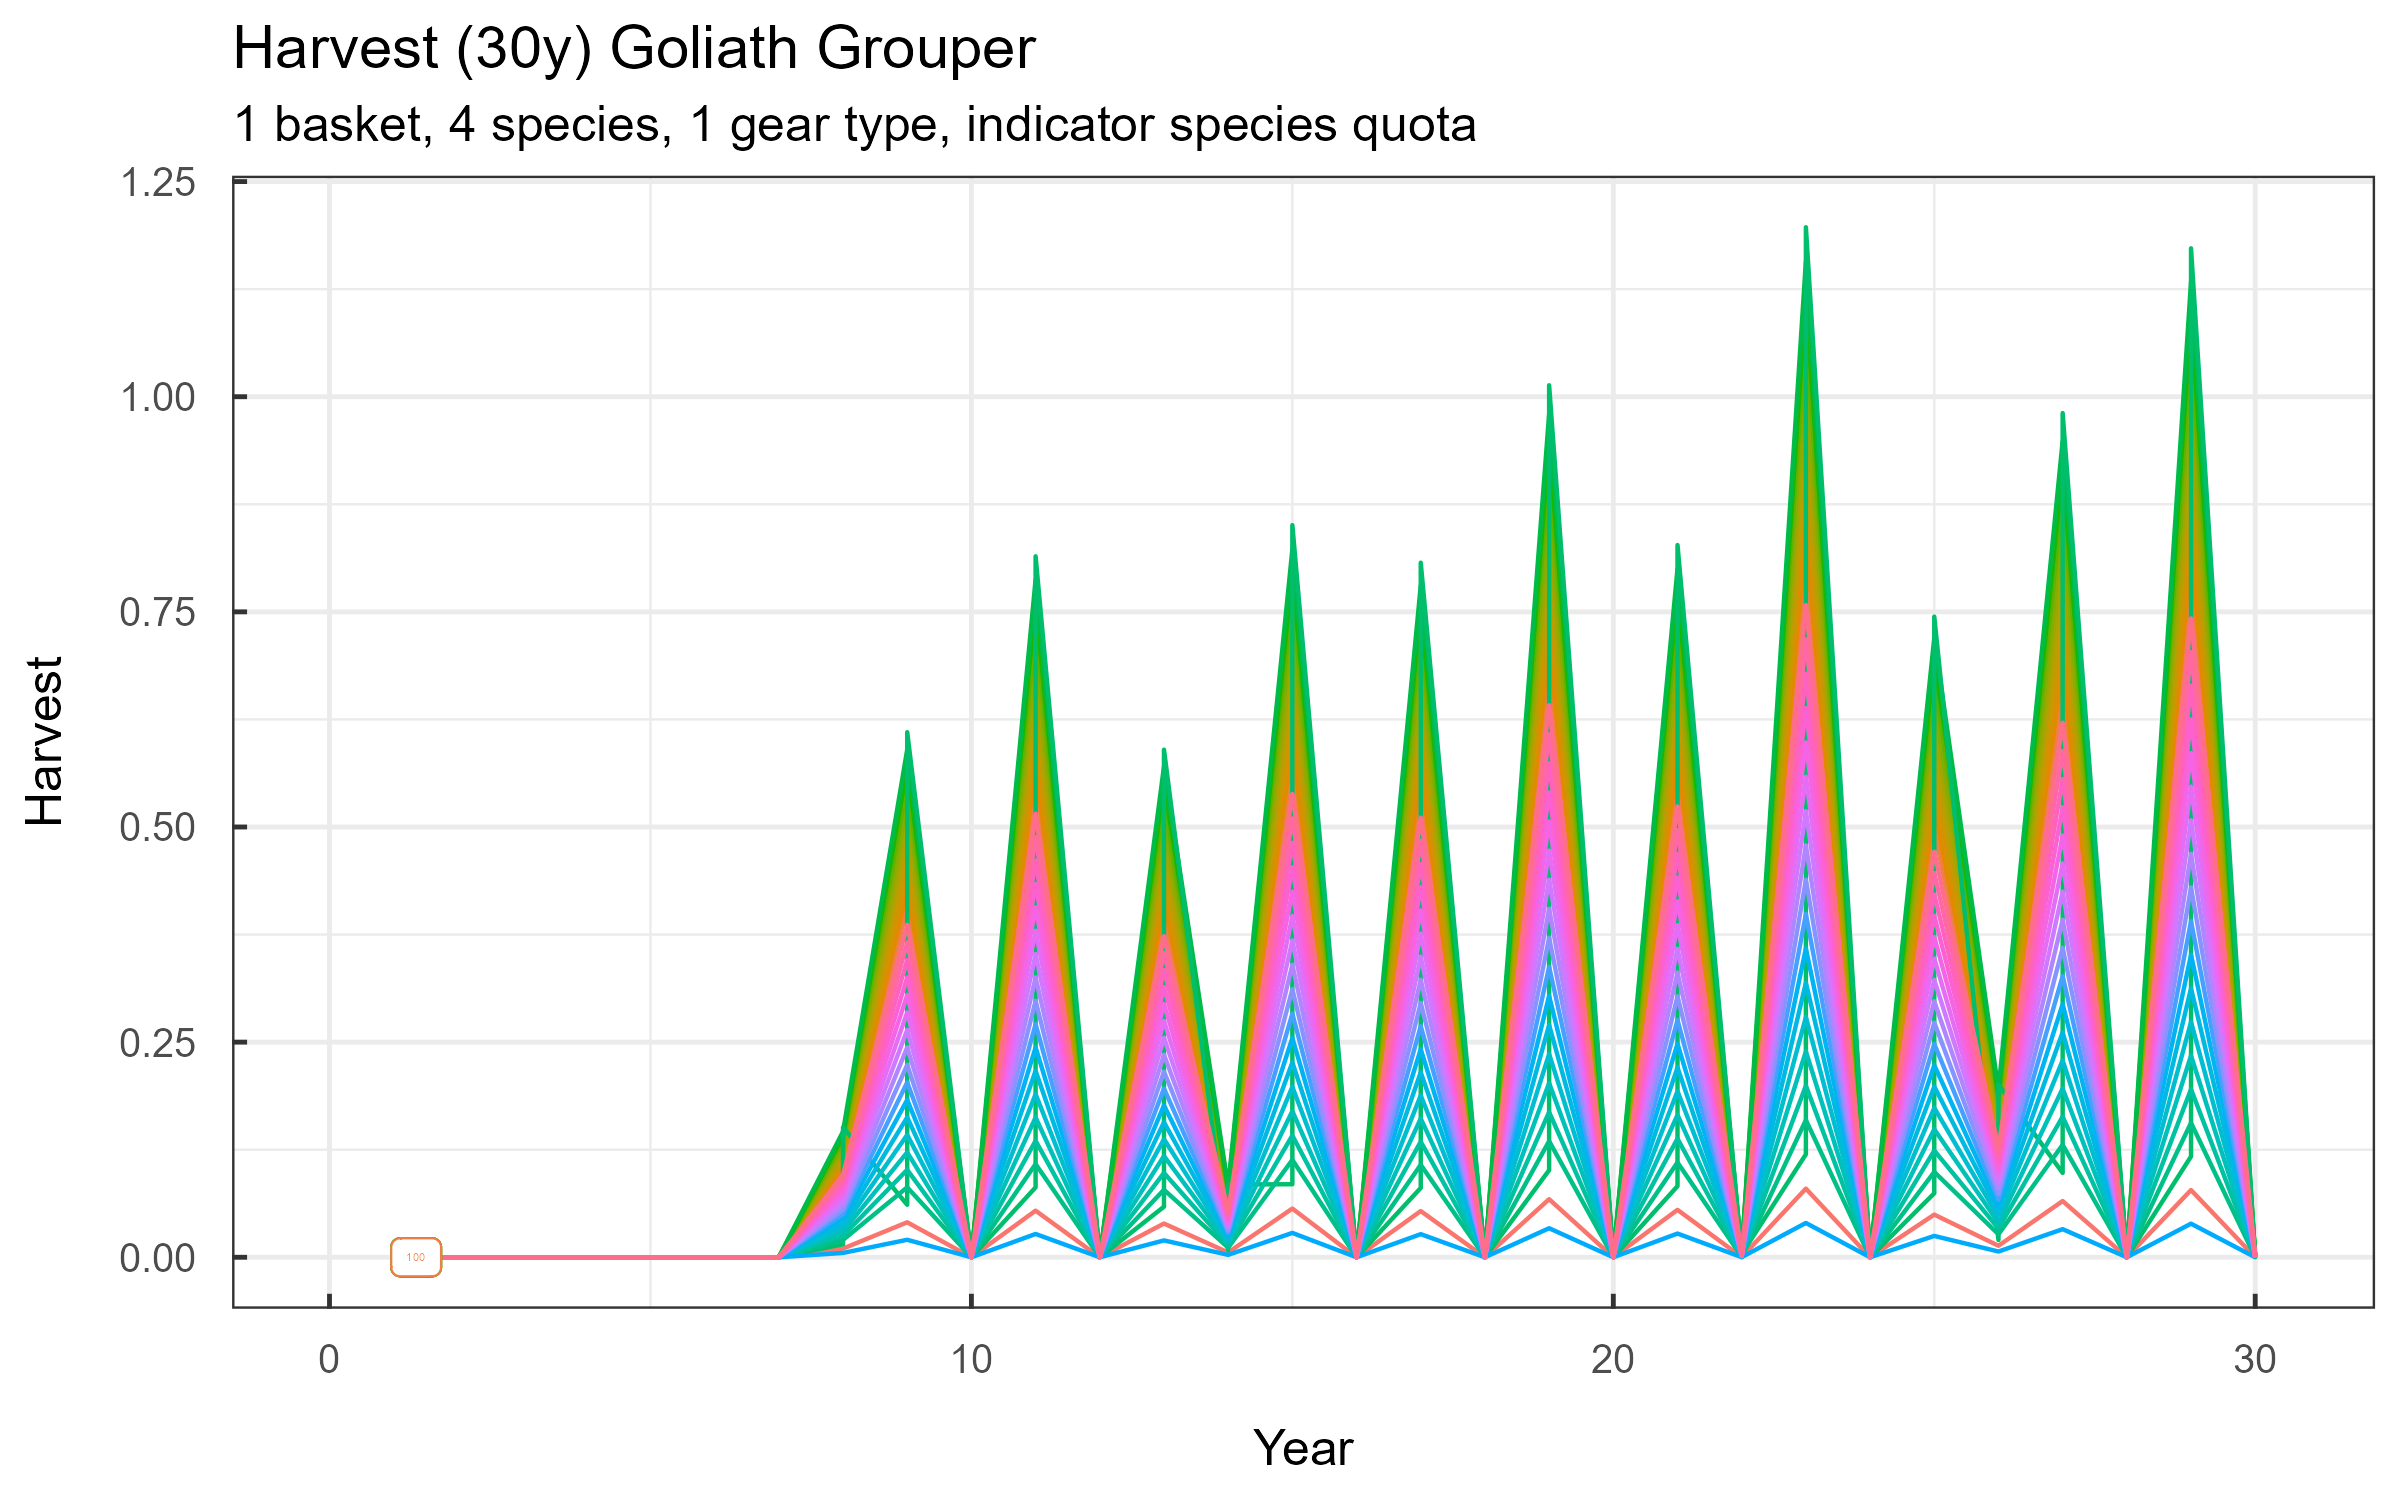 Harvest (30y) Goliath Grouper
1 basket, 4 species, 1 gear type, indicator species quota
1.25
1.00
0.75
0.50
0.25
0.00
Harvest
100
0 10 20 30
Year